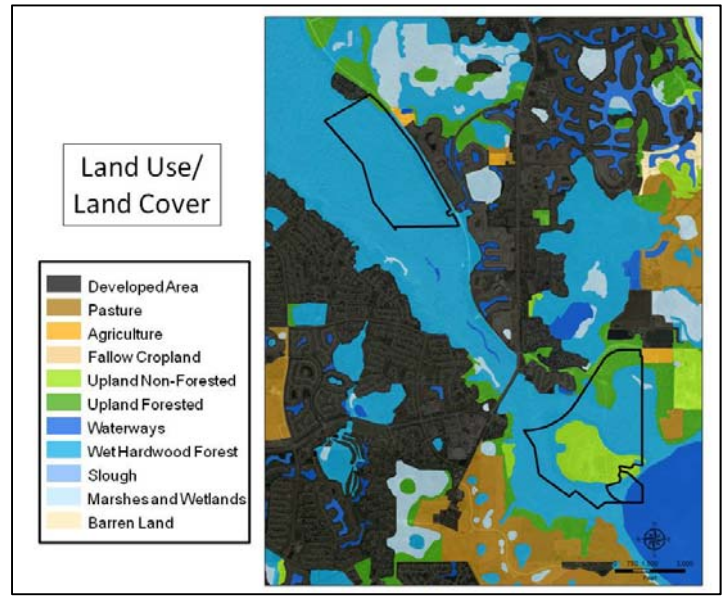 Land Use/
Land Cover
Developed Area
Pasture
Agriculture
Fallow Cropland
Upland Non-Forested
Upland Forested
Waterways
Wet Hardwood Forest
Slough
Marshes and Wetlands
Barren Land
Feet